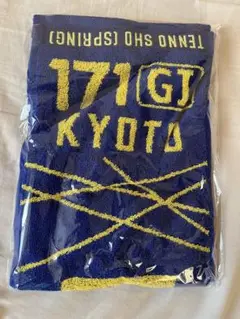 TENNO SHO (SPRING)
171 GI
KYOTO